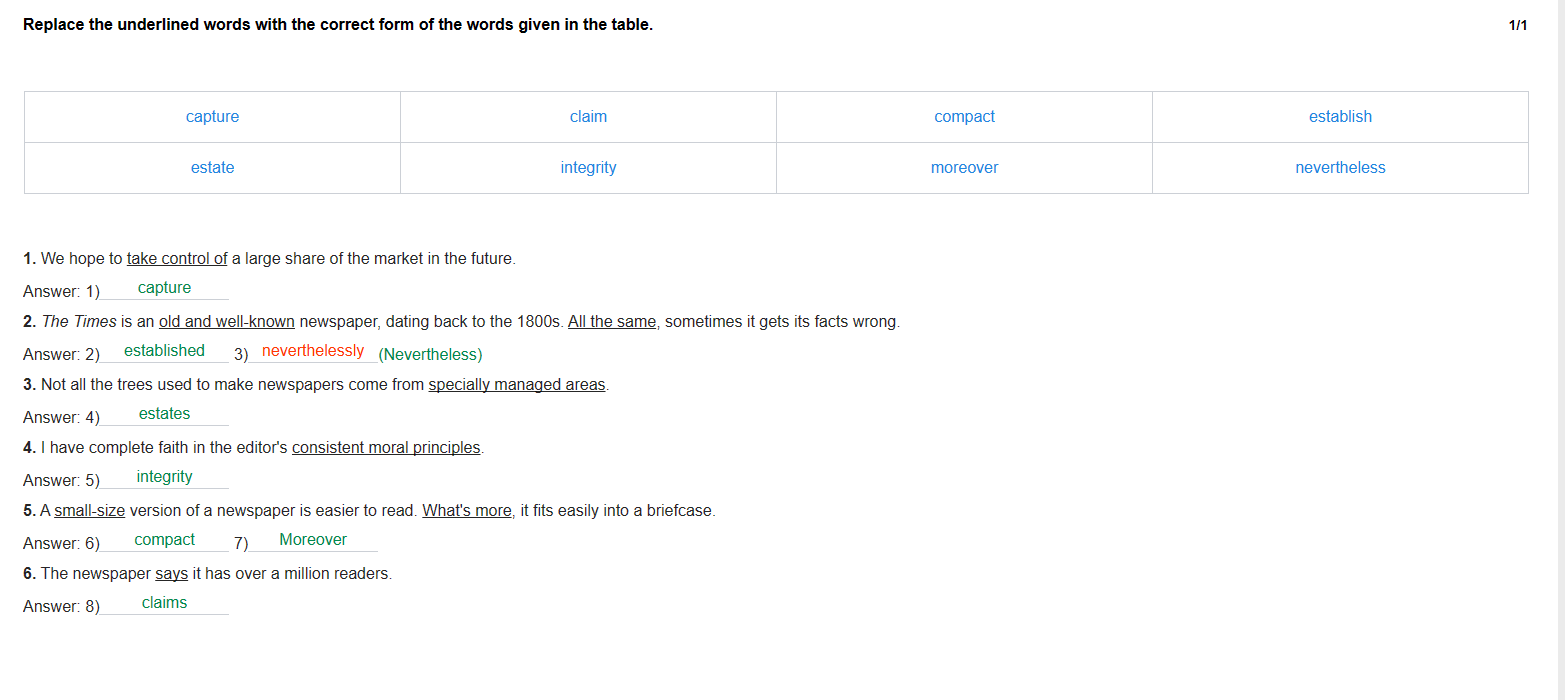 Replace the underlined words with the correct form of the words given in the table. 1/1
capture claim compact establish
estate integrity moreover nevertheless
1. We hope to take control of a large share of the market in the future.
Answer: 1) capture
2. The Times is an old and well-known newspaper, dating back to the 1800s. All the same, sometimes it gets its facts wrong.
Answer: 2) established 3) neverthelessly (Nevertheless)
3. Not all the trees used to make newspapers come from specially managed areas.
Answer: 4) estates
4. I have complete faith in the editor's consistent moral principles.
Answer: 5) integrity
5. A small-size version of a newspaper is easier to read. What's more, it fits easily into a briefcase.
Answer: 6) compact 7) Moreover
6. The newspaper says it has over a million readers.
Answer: 8) claims